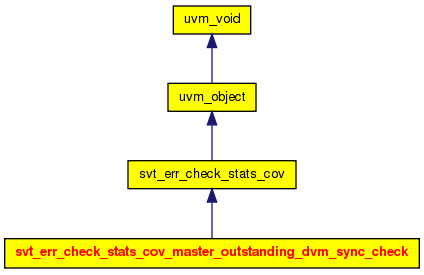 uvm_void
uvm_object
svt_err_check_stats_cov
svt_err_check_stats_cov_master_outstanding_dvm_sync_check